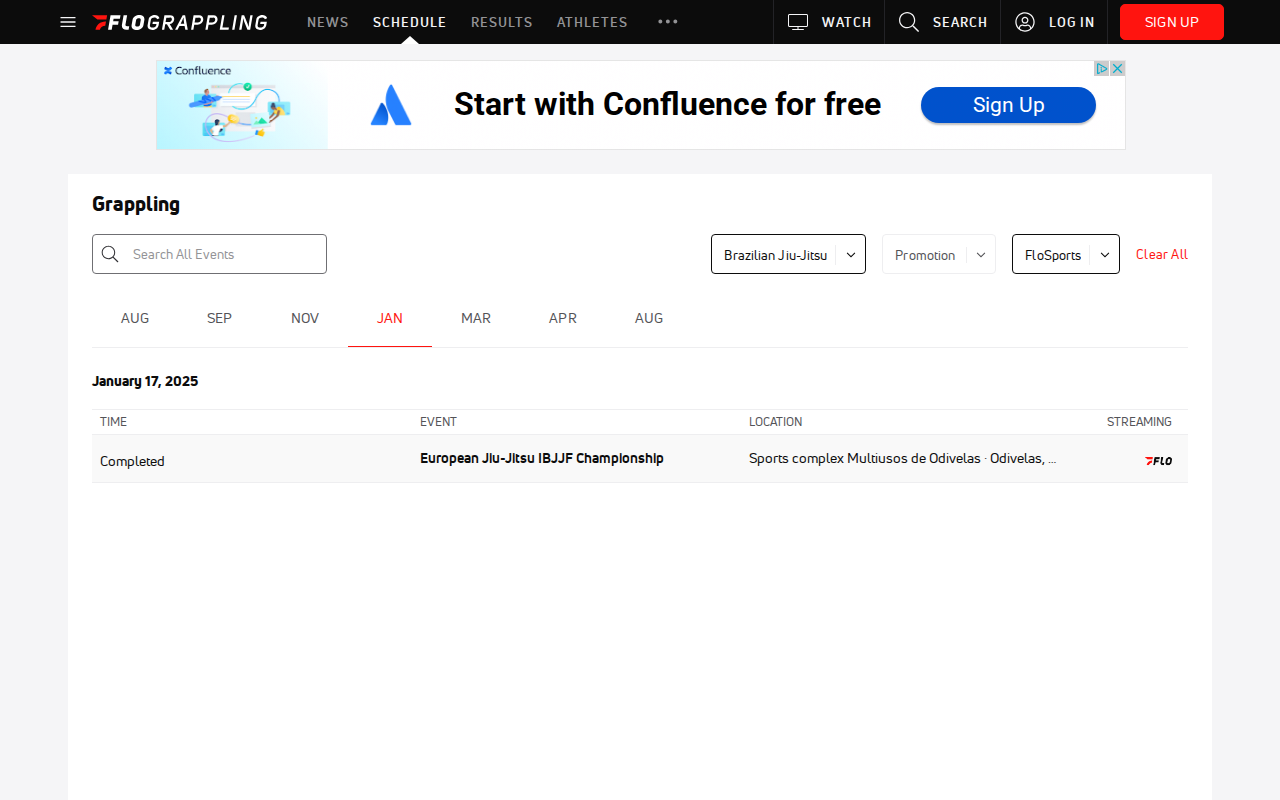 FLOGRAPPLING NEWS SCHEDULE RESULTS ATHLETES WATCH SEARCH LOG IN SIGN UP
Confluence
Start with Confluence for free
Sign Up
Grappling
Search All Events Brazilian Jiu-Jitsu Promotion FloSports Clear All
AUG SEP NOV JAN MAR APR AUG
January 17, 2025
TIME EVENT LOCATION STREAMING
Completed European Jiu-Jitsu IBJJF Championship Sports complex Multiusos de Odivelas · Odivelas, ... FLO